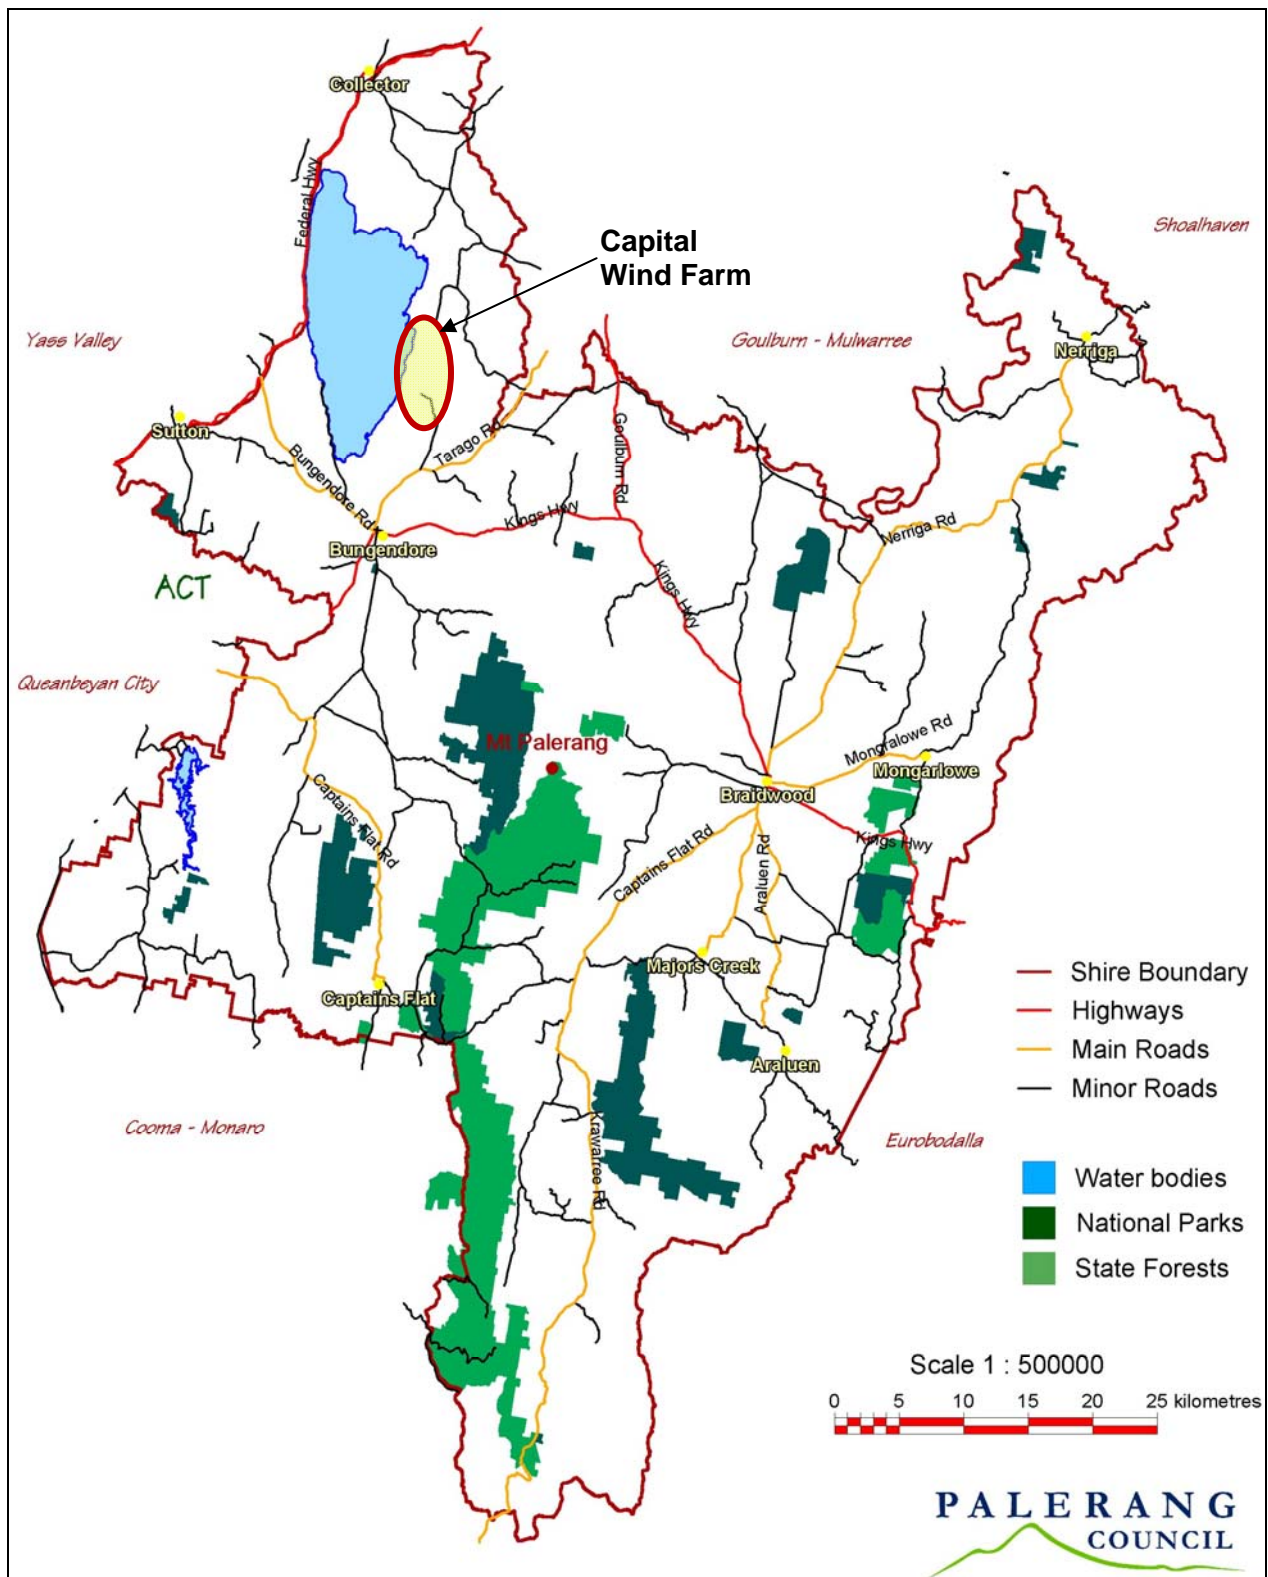 Collector
Federal Hwy
Capital
Wind Farm
Shoalhaven
Yass Valley
Goulburn - Mulwarree
Nerriga
Sutton
Tarago Rd
Goulburn Rd
Bungendore Rd
Kings Hwy
Nerriga Rd
Bungendore
ACT
Kings Hwy
Queanbeyan City
Mt Palerang
Mongralowe Rd
Mongarlowe
Braidwood
Captains Flat Rd
Captains Flat Rd
Kings Hwy
Araluen Rd
Majors Creek
Captains Flat
Araluen
Krawarree Rd
Cooma - Monaro
Eurobodalla
Shire Boundary
Highways
Main Roads
Minor Roads
Water bodies
National Parks
State Forests
Scale 1 : 500000
0 5 10 15 20 25 kilometres
PALERANG
COUNCIL